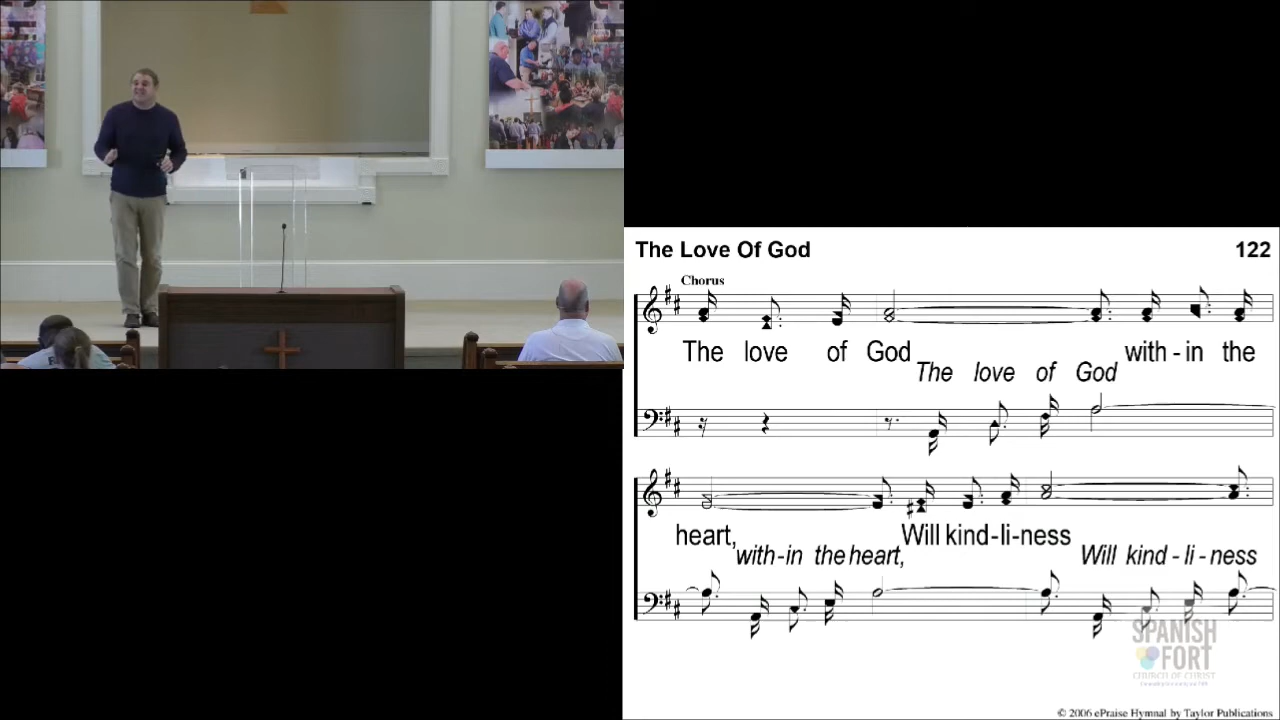 The Love Of God 122
Chorus
The love of God with - in the
The love of God
heart, Will kind-li-ness
with-in the heart, Will kind - li - ness
SPANISH
FORT
CHURCH OF CHRIST
© 2006 ePraise Hymnal by Taylor Publications